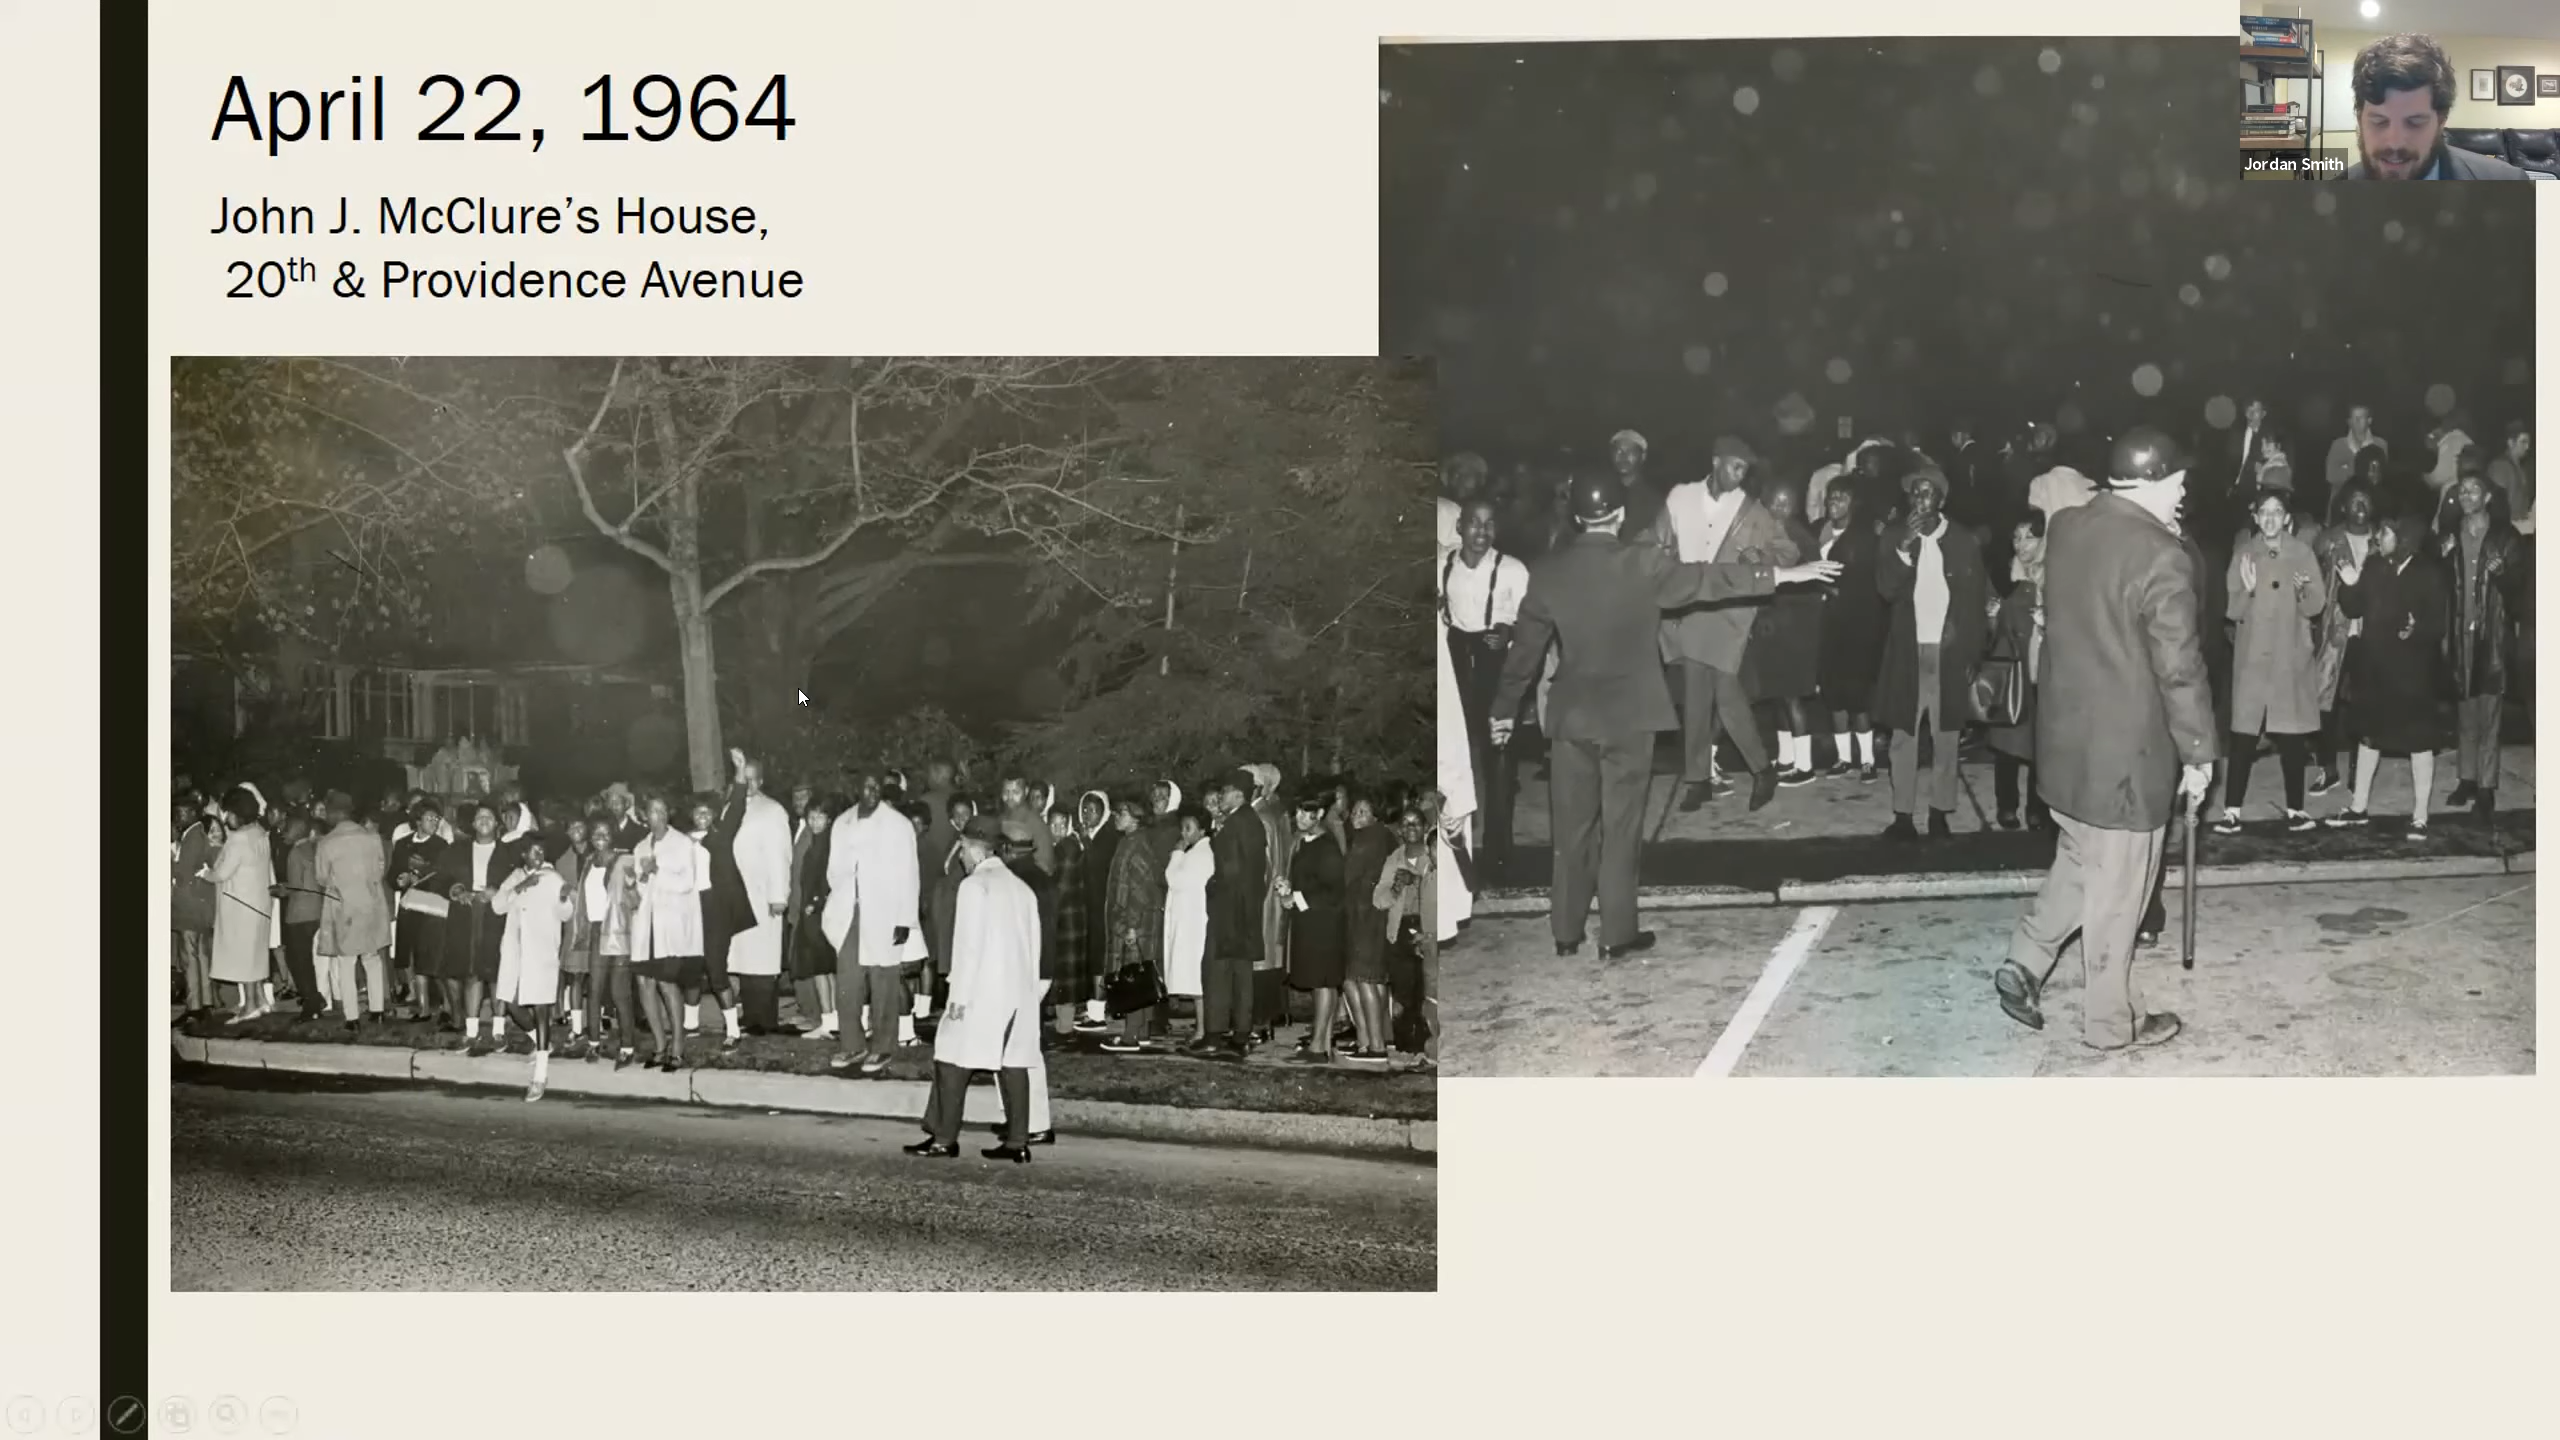 April 22, 1964
John J. McClure’s House,
20th & Providence Avenue
Jordan Smith